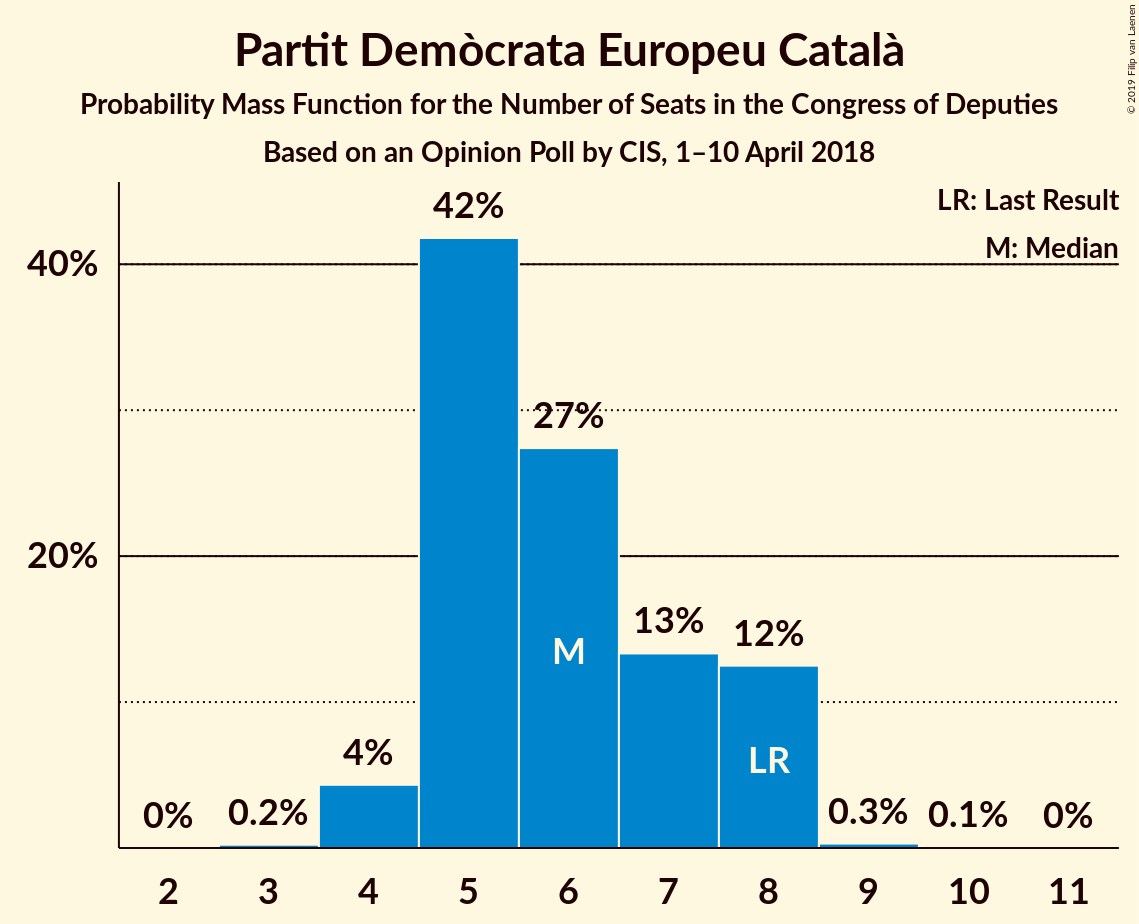 Partit Demòcrata Europeu Català
Probability Mass Function for the Number of Seats in the Congress of Deputies
Based on an Opinion Poll by CIS, 1–10 April 2018
© 2019 Filip van Laenen
LR: Last Result
M: Median
40%
20%
0%
0.2%
4%
42%
27%
13%
12%
0.3%
0.1%
0%
M
LR
2 3 4 5 6 7 8 9 10 11